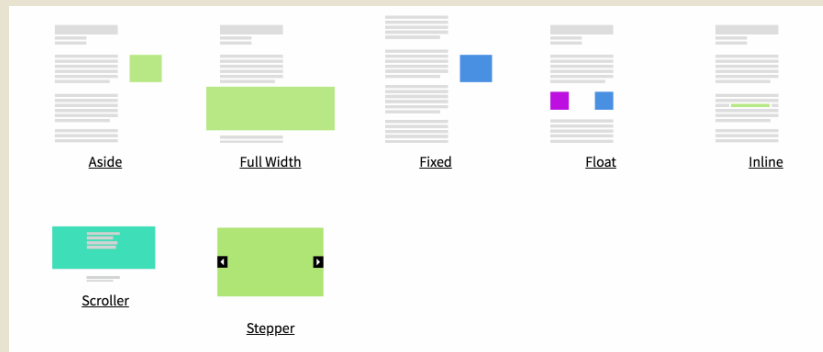 Aside
Full Width
Fixed
Float
Inline
Scroller
Stepper